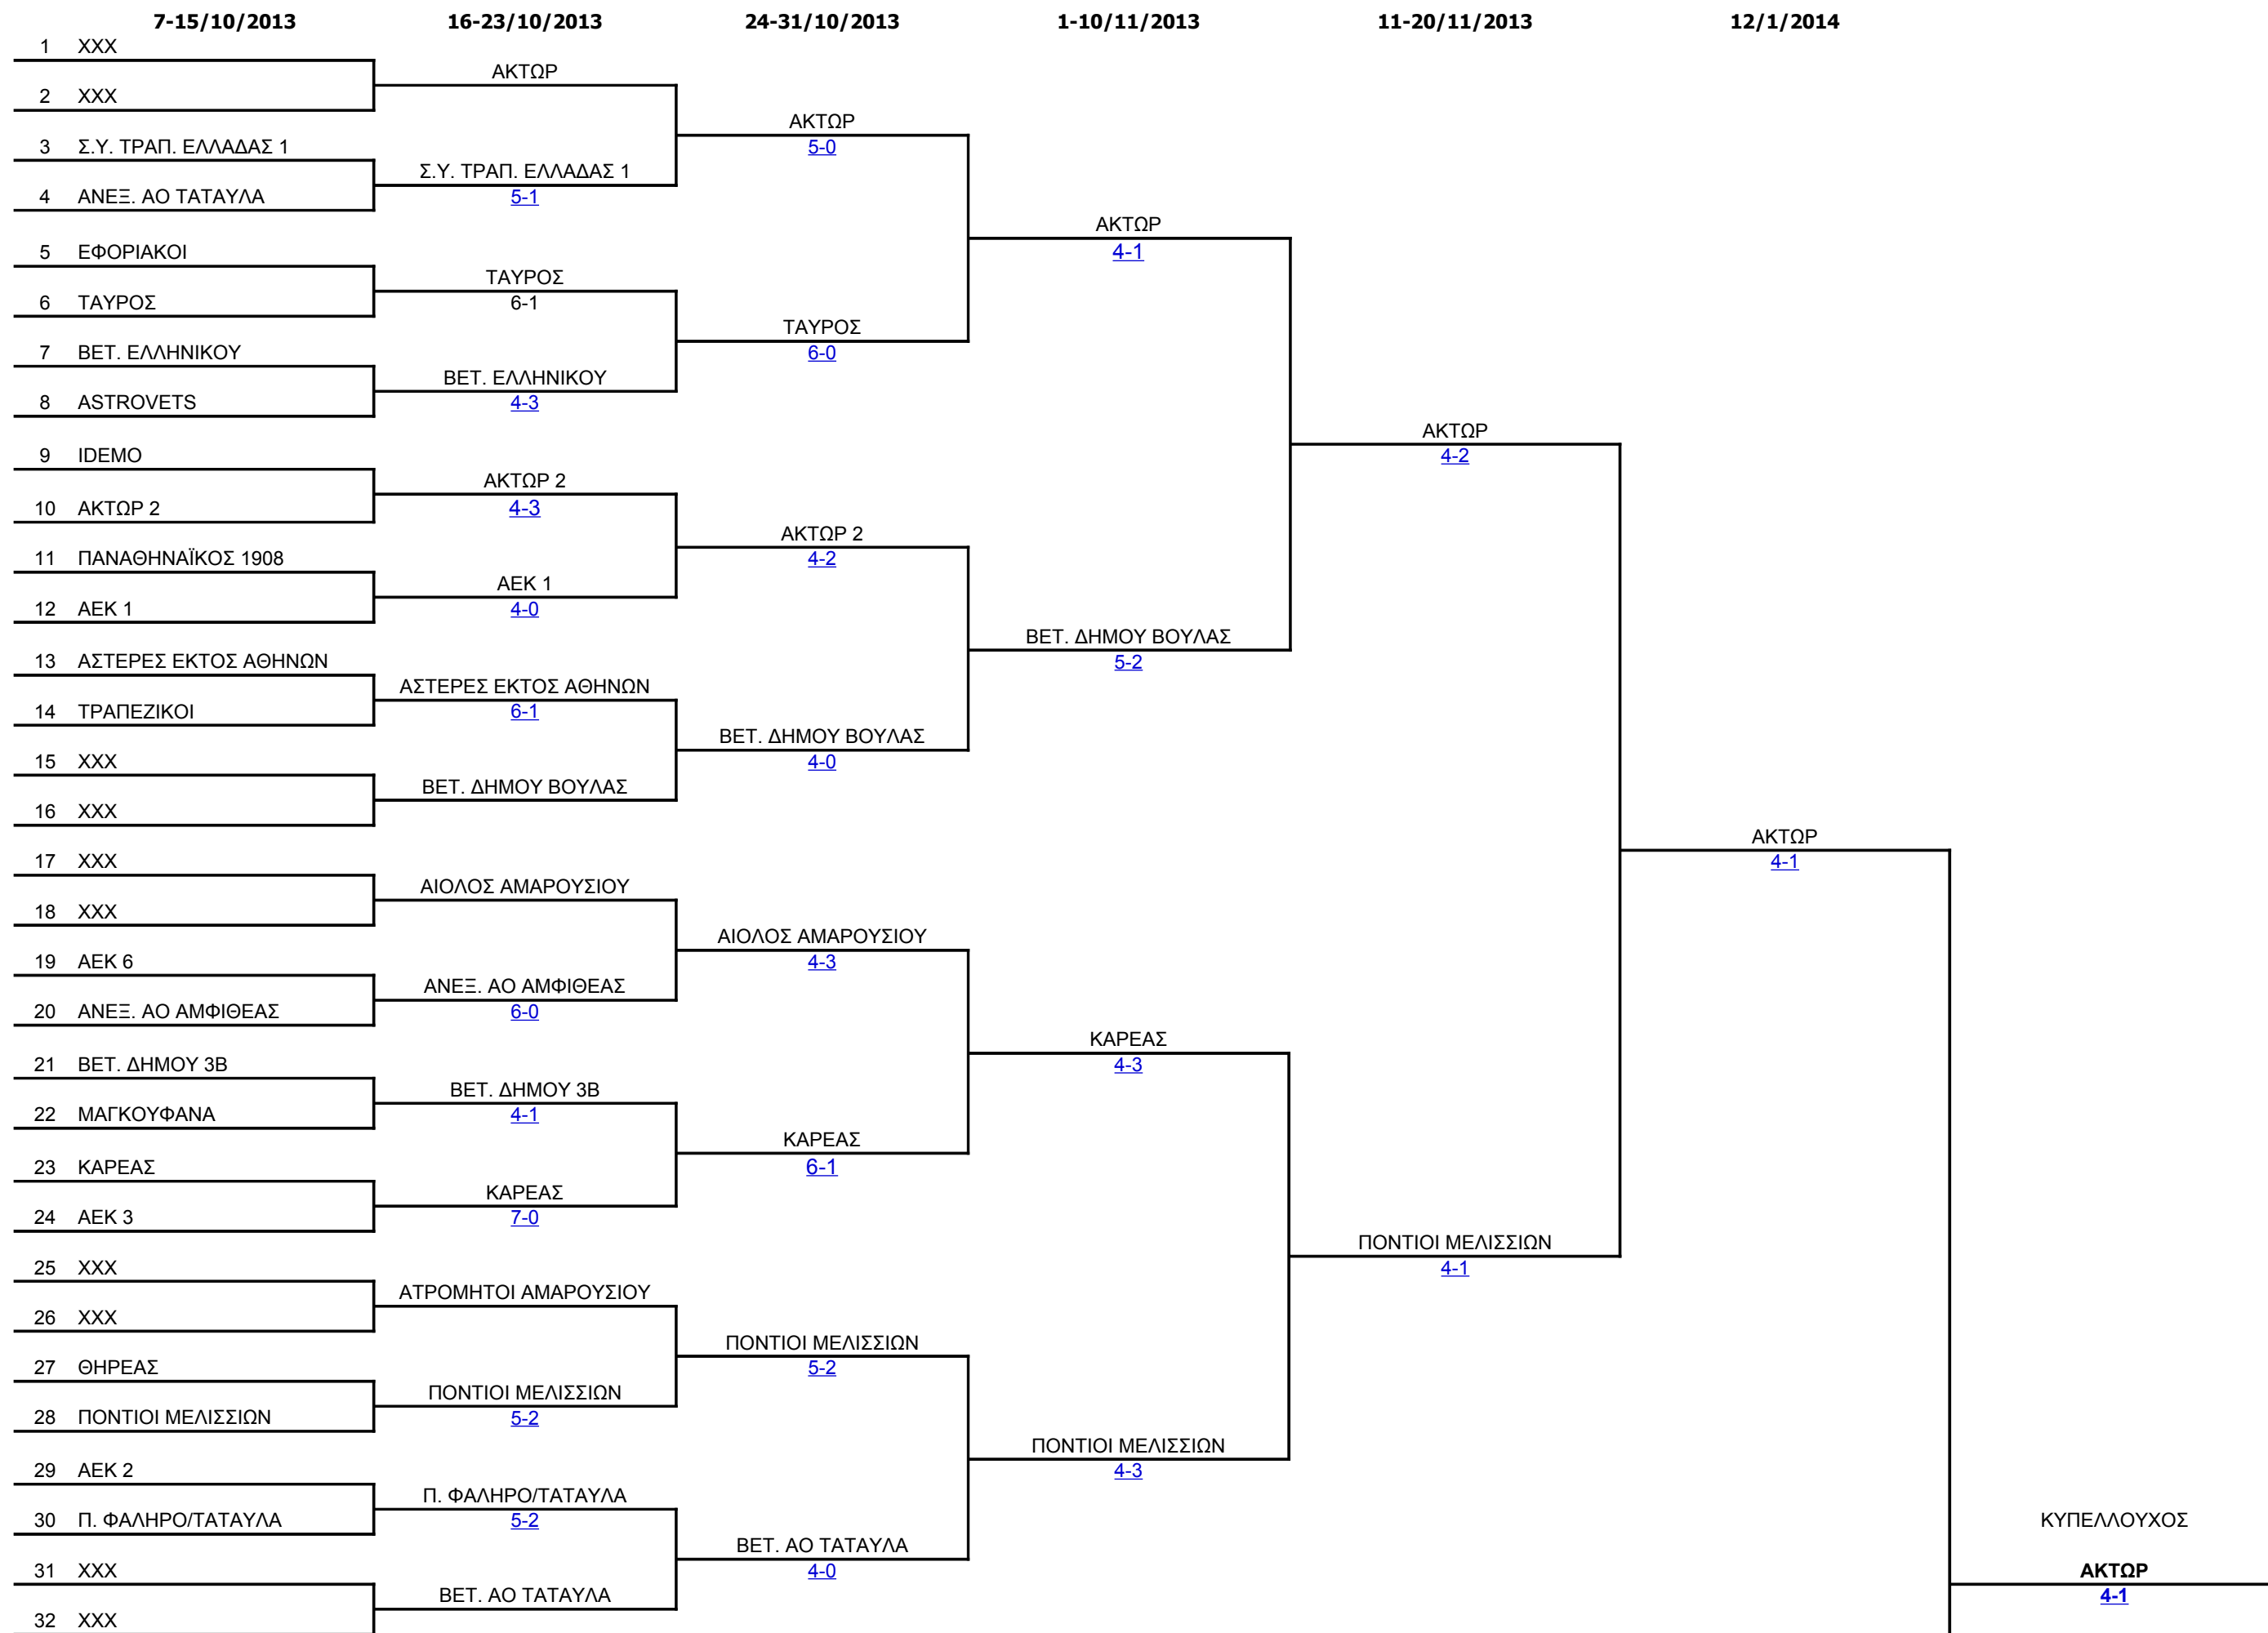 7-15/10/2013 16-23/10/2013 24-31/10/2013 1-10/11/2013 11-20/11/2013 12/1/2014
1 XXX
ΑΚΤΩΡ
2 XXX
ΑΚΤΩΡ
5-0
3 Σ.Υ. ΤΡΑΠ. ΕΛΛΑΔΑΣ 1
Σ.Υ. ΤΡΑΠ. ΕΛΛΑΔΑΣ 1
5-1
4 ΑΝΕΞ. ΑΟ ΤΑΤΑΥΛΑ
ΑΚΤΩΡ
4-1
5 ΕΦΟΡΙΑΚΟΙ
ΤΑΥΡΟΣ
6-1
6 ΤΑΥΡΟΣ
ΤΑΥΡΟΣ
6-0
7 ΒΕΤ. ΕΛΛΗΝΙΚΟΥ
ΒΕΤ. ΕΛΛΗΝΙΚΟΥ
4-3
8 ASTROVETS
ΑΚΤΩΡ
4-2
9 IDEMO
ΑΚΤΩΡ 2
4-3
10 ΑΚΤΩΡ 2
ΑΚΤΩΡ 2
4-2
11 ΠΑΝΑΘΗΝΑΪΚΟΣ 1908
ΑΕΚ 1
4-0
12 ΑΕΚ 1
ΒΕΤ. ΔΗΜΟΥ ΒΟΥΛΑΣ
5-2
13 ΑΣΤΕΡΕΣ ΕΚΤΟΣ ΑΘΗΝΩΝ
ΑΣΤΕΡΕΣ ΕΚΤΟΣ ΑΘΗΝΩΝ
6-1
14 ΤΡΑΠΕΖΙΚΟΙ
ΒΕΤ. ΔΗΜΟΥ ΒΟΥΛΑΣ
4-0
15 XXX
ΒΕΤ. ΔΗΜΟΥ ΒΟΥΛΑΣ
16 XXX
ΑΚΤΩΡ
4-1
17 XXX
ΑΙΟΛΟΣ ΑΜΑΡΟΥΣΙΟΥ
18 XXX
ΑΙΟΛΟΣ ΑΜΑΡΟΥΣΙΟΥ
4-3
19 ΑΕΚ 6
ΑΝΕΞ. ΑΟ ΑΜΦΙΘΕΑΣ
6-0
20 ΑΝΕΞ. ΑΟ ΑΜΦΙΘΕΑΣ
ΚΑΡΕΑΣ
4-3
21 ΒΕΤ. ΔΗΜΟΥ 3Β
ΒΕΤ. ΔΗΜΟΥ 3Β
4-1
22 ΜΑΓΚΟΥΦΑΝΑ
ΚΑΡΕΑΣ
6-1
23 ΚΑΡΕΑΣ
ΚΑΡΕΑΣ
7-0
24 ΑΕΚ 3
ΠΟΝΤΙΟΙ ΜΕΛΙΣΣΙΩΝ
4-1
25 XXX
ΑΤΡΟΜΗΤΟΙ ΑΜΑΡΟΥΣΙΟΥ
26 XXX
ΠΟΝΤΙΟΙ ΜΕΛΙΣΣΙΩΝ
5-2
27 ΘΗΡΕΑΣ
ΠΟΝΤΙΟΙ ΜΕΛΙΣΣΙΩΝ
5-2
28 ΠΟΝΤΙΟΙ ΜΕΛΙΣΣΙΩΝ
ΠΟΝΤΙΟΙ ΜΕΛΙΣΣΙΩΝ
4-3
29 ΑΕΚ 2
Π. ΦΑΛΗΡΟ/ΤΑΤΑΥΛΑ
5-2
30 Π. ΦΑΛΗΡΟ/ΤΑΤΑΥΛΑ
ΚΥΠΕΛΛΟΥΧΟΣ
ΒΕΤ. ΑΟ ΤΑΤΑΥΛΑ
4-0
31 XXX
ΑΚΤΩΡ
4-1
ΒΕΤ. ΑΟ ΤΑΤΑΥΛΑ
32 XXX